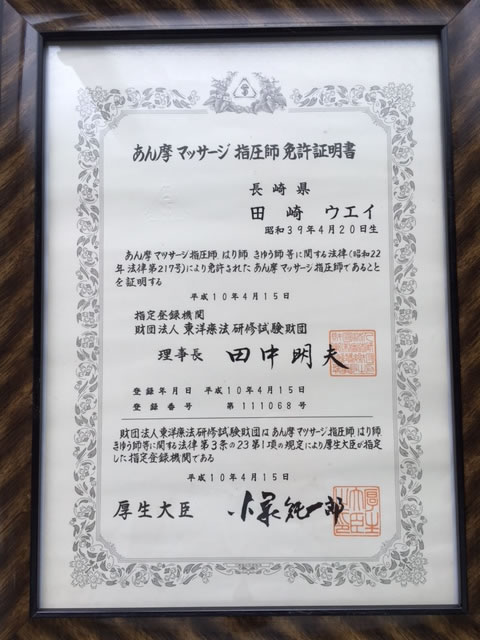 あん摩 マッサージ 指圧師 免許証明書
長崎県
田崎 ウエイ
昭和39年4月20日生
あん摩マッサージ指圧師 はり師 きゆう師 等に関する法律(昭和22
年 法律第217号)により免許された あん摩マッサージ指圧師であること
を証明する
平成10年4月15日
指定登録機関
財団法人 東洋療法研修試験財団
理事長 田中明夫
登録年月日 平成10年4月15日
登録番号 第111068号
財団法人東洋療法研修試験財団は あん摩マッサージ指圧師 はり師
きゆう師等に関する法律第3条の23第1項の規定により厚生大臣が指定
した指定登録機関である
平成10年4月15日
厚生大臣 小泉純一郎